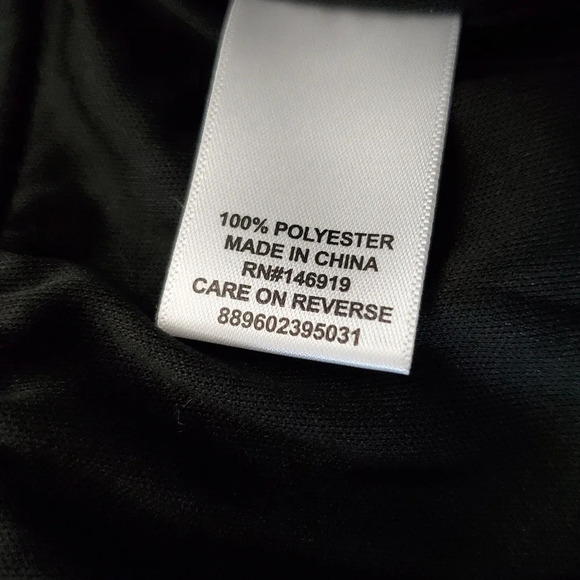 100% POLYESTER
MADE IN CHINA
RN#146919
CARE ON REVERSE
889602395031